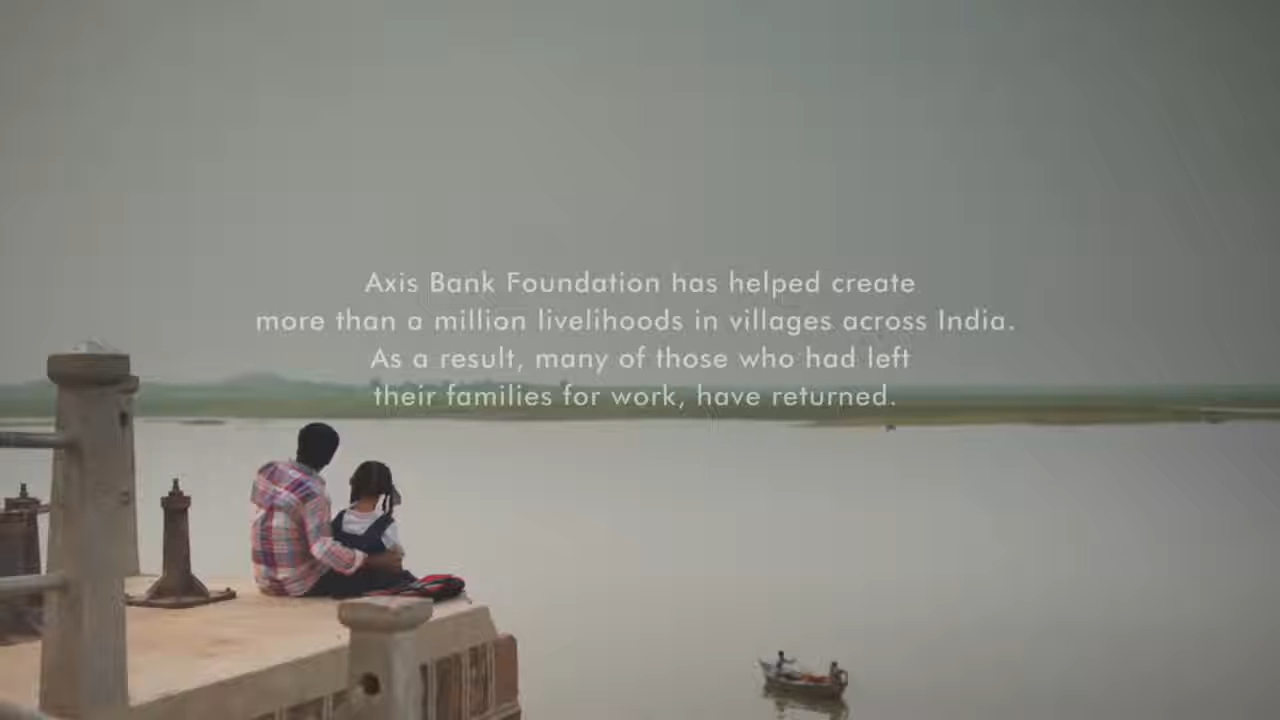 Axis Bank Foundation has helped create
more than a million livelihoods in villages across India.
As a result, many of those who had left
their families for work, have returned.